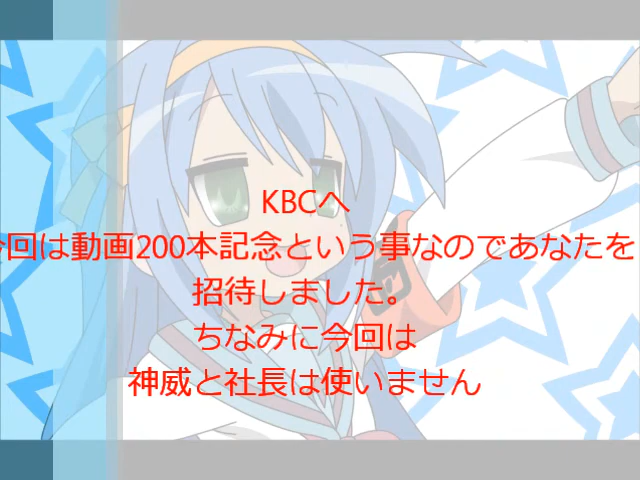 KBCへ
今回は動画200本記念という事なのであなたを
招待しました。
ちなみに今回は
神威と社長は使いません